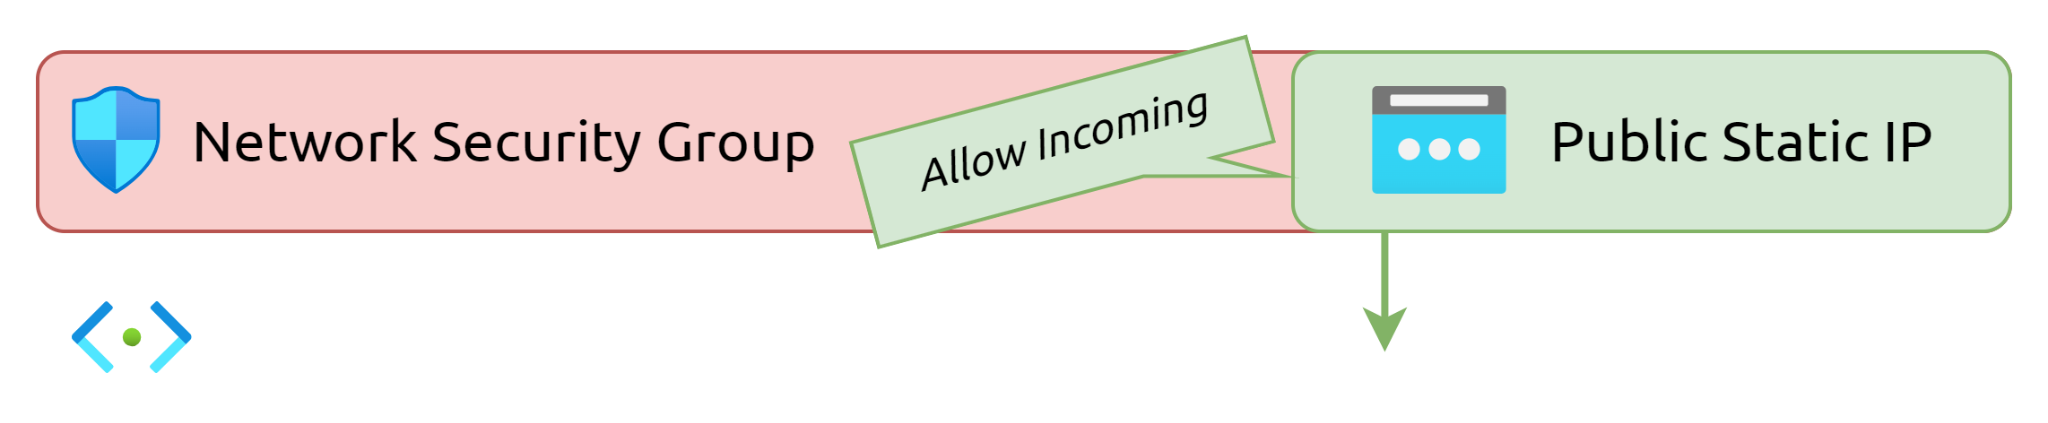 Network Security Group
Allow Incoming
Public Static IP